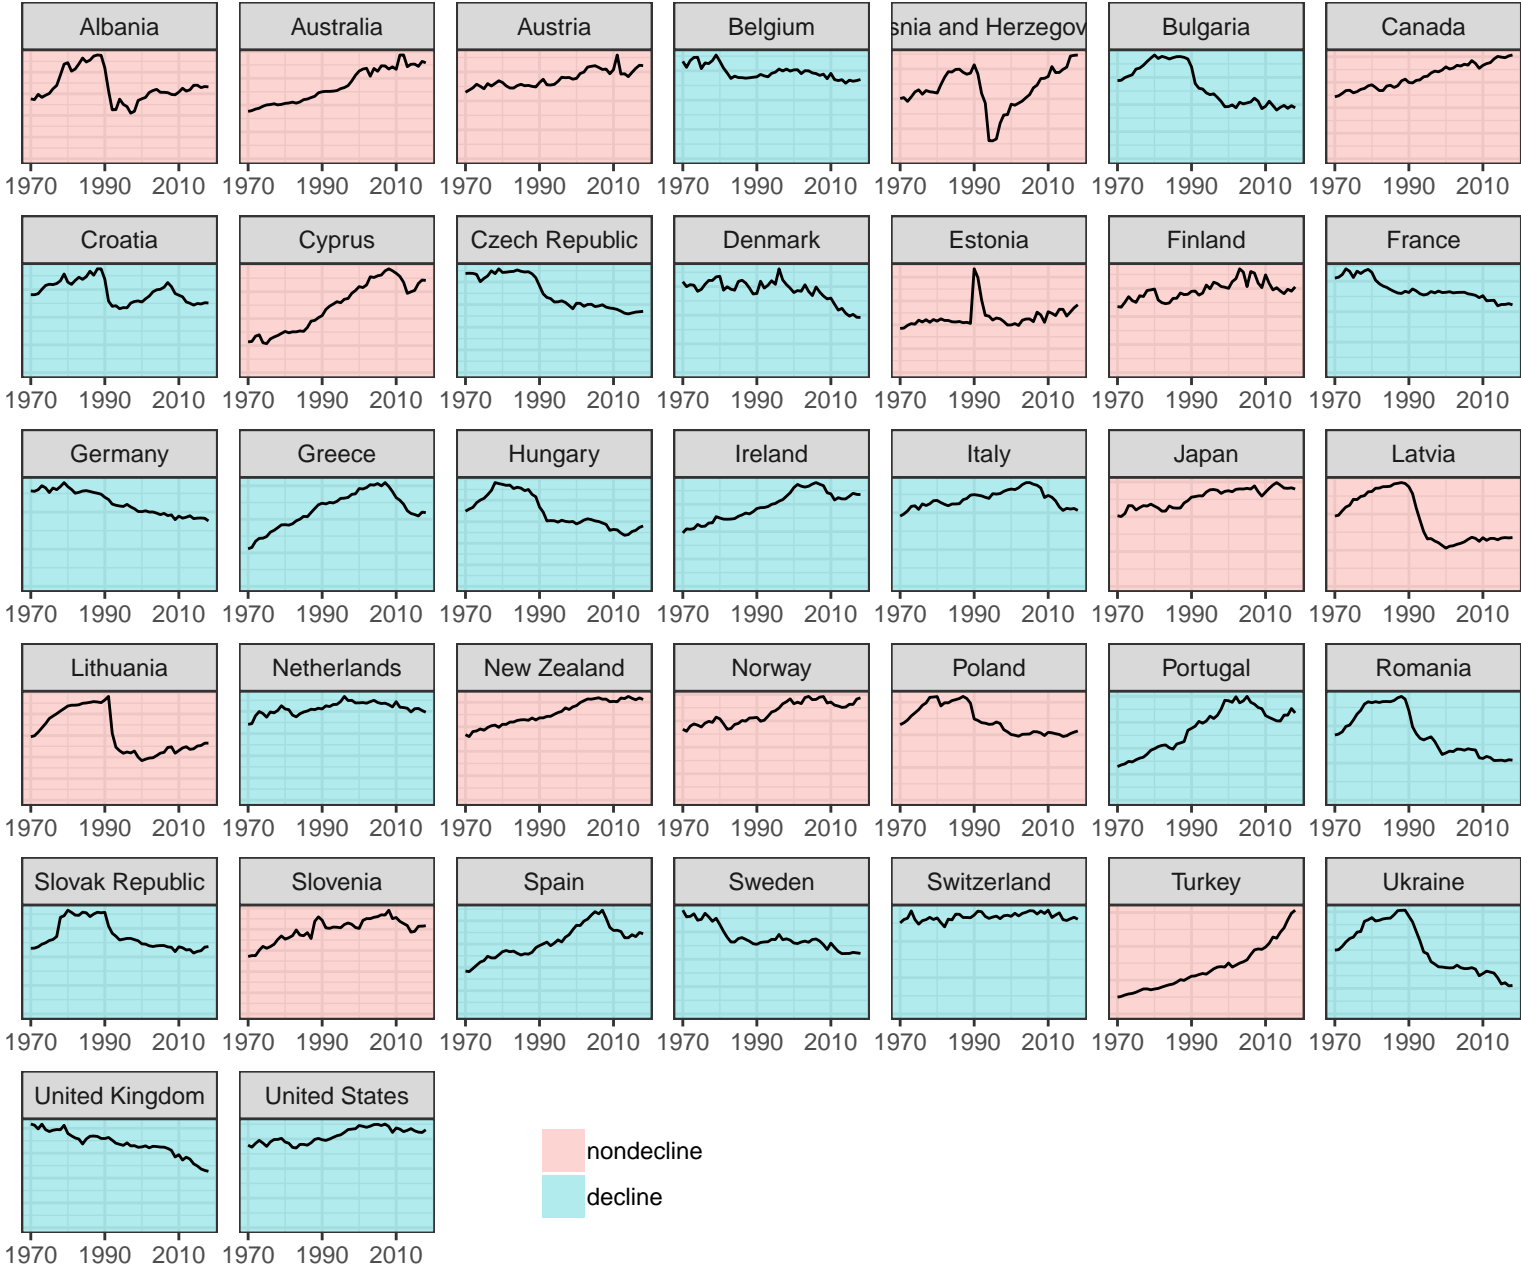 Albania Australia Austria Belgium snia and Herzegov Bulgaria Canada
1970 1990 2010 1970 1990 2010 1970 1990 2010 1970 1990 2010 1970 1990 2010 1970 1990 2010 1970 1990 2010
Croatia Cyprus Czech Republic Denmark Estonia Finland France
1970 1990 2010 1970 1990 2010 1970 1990 2010 1970 1990 2010 1970 1990 2010 1970 1990 2010 1970 1990 2010
Germany Greece Hungary Ireland Italy Japan Latvia
1970 1990 2010 1970 1990 2010 1970 1990 2010 1970 1990 2010 1970 1990 2010 1970 1990 2010 1970 1990 2010
Lithuania Netherlands New Zealand Norway Poland Portugal Romania
1970 1990 2010 1970 1990 2010 1970 1990 2010 1970 1990 2010 1970 1990 2010 1970 1990 2010 1970 1990 2010
Slovak Republic Slovenia Spain Sweden Switzerland Turkey Ukraine
1970 1990 2010 1970 1990 2010 1970 1990 2010 1970 1990 2010 1970 1990 2010 1970 1990 2010 1970 1990 2010
United Kingdom United States
nondecline
decline
1970 1990 2010 1970 1990 2010